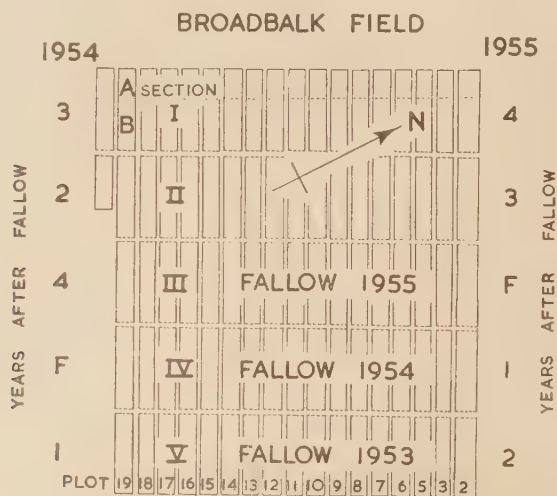 BROADBALK FIELD
1954
1955
A SECTION
3 B I N 4
2 II 3
4 III FALLOW 1955 F
F IV FALLOW 1954 1
1 V FALLOW 1953 2
PLOT 19 18 17 16 15 14 13 12 11 10 9 8 7 6 5 3 2
YEARS AFTER FALLOW
YEARS AFTER FALLOW